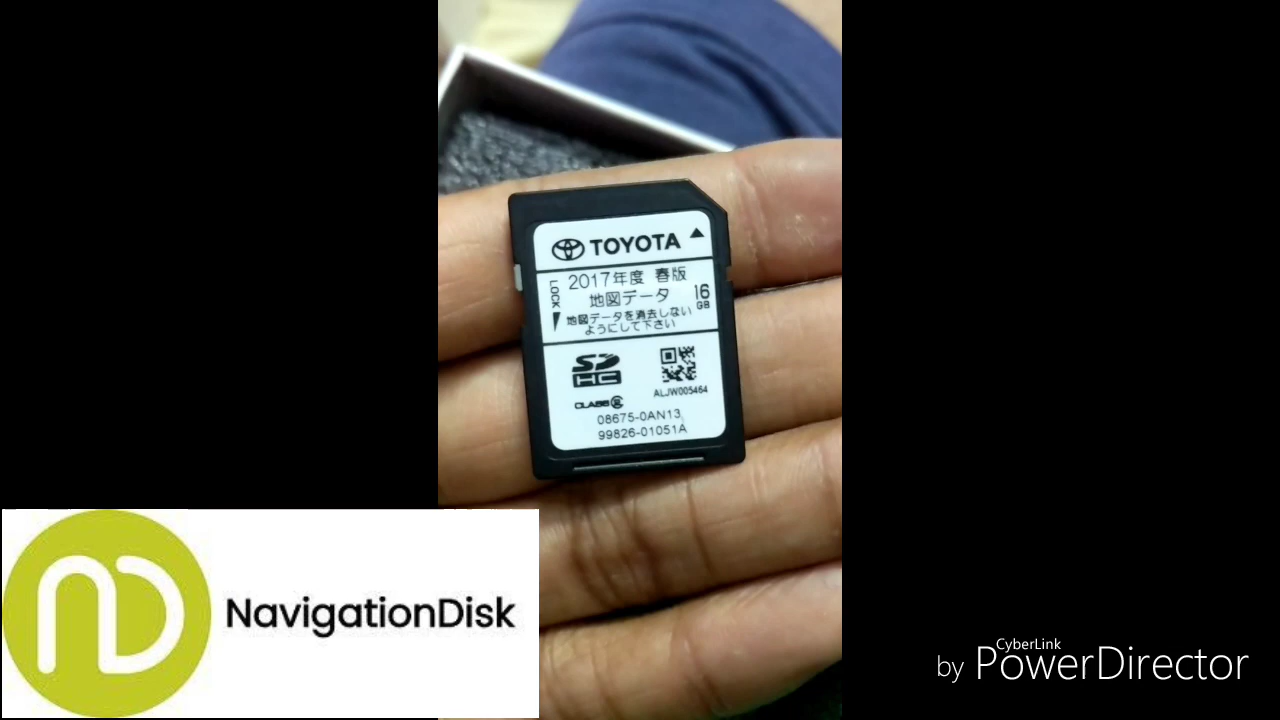 TOYOTA
LOCK
2017年度 春版
地図データ
16
GB
地図データを消去しない
ようにして下さい
SD
HC
ALJW005464
CLASS
08675-0AN13
99826-01051A
ND
NavigationDisk
CyberLink
by PowerDirector